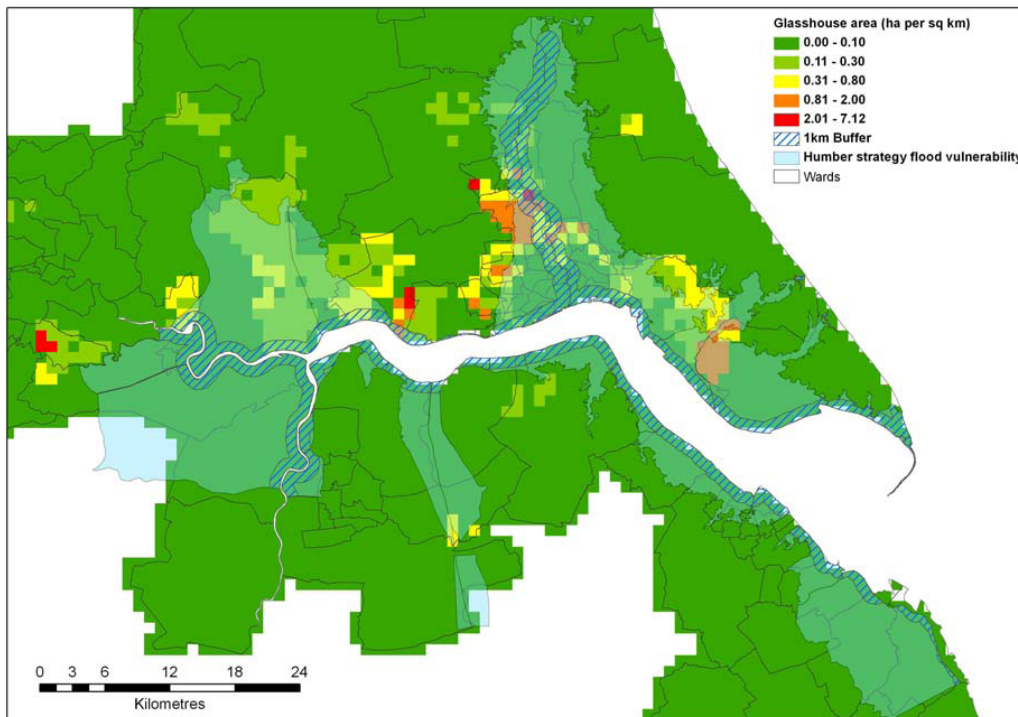 Glasshouse area (ha per sq km)
0.00 - 0.10
0.11 - 0.30
0.31 - 0.80
0.81 - 2.00
2.01 - 7.12
1km Buffer
Humber strategy flood vulnerability
Wards
0 3 6 12 18 24
Kilometres